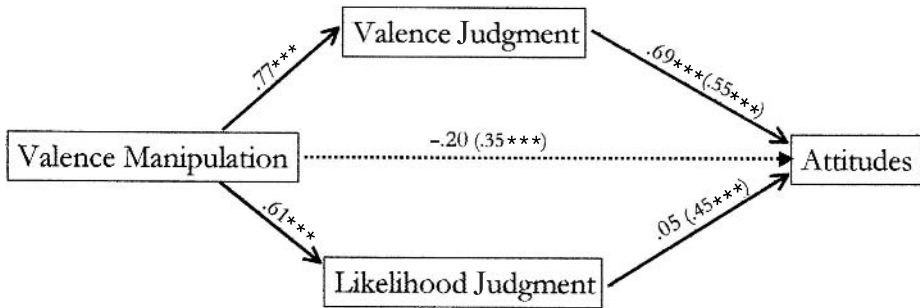 Valence Judgment
.77***
.69***(.55***)
Valence Manipulation
–.20 (.35***)
Attitudes
.61***
.05 (.45***)
Likelihood Judgment